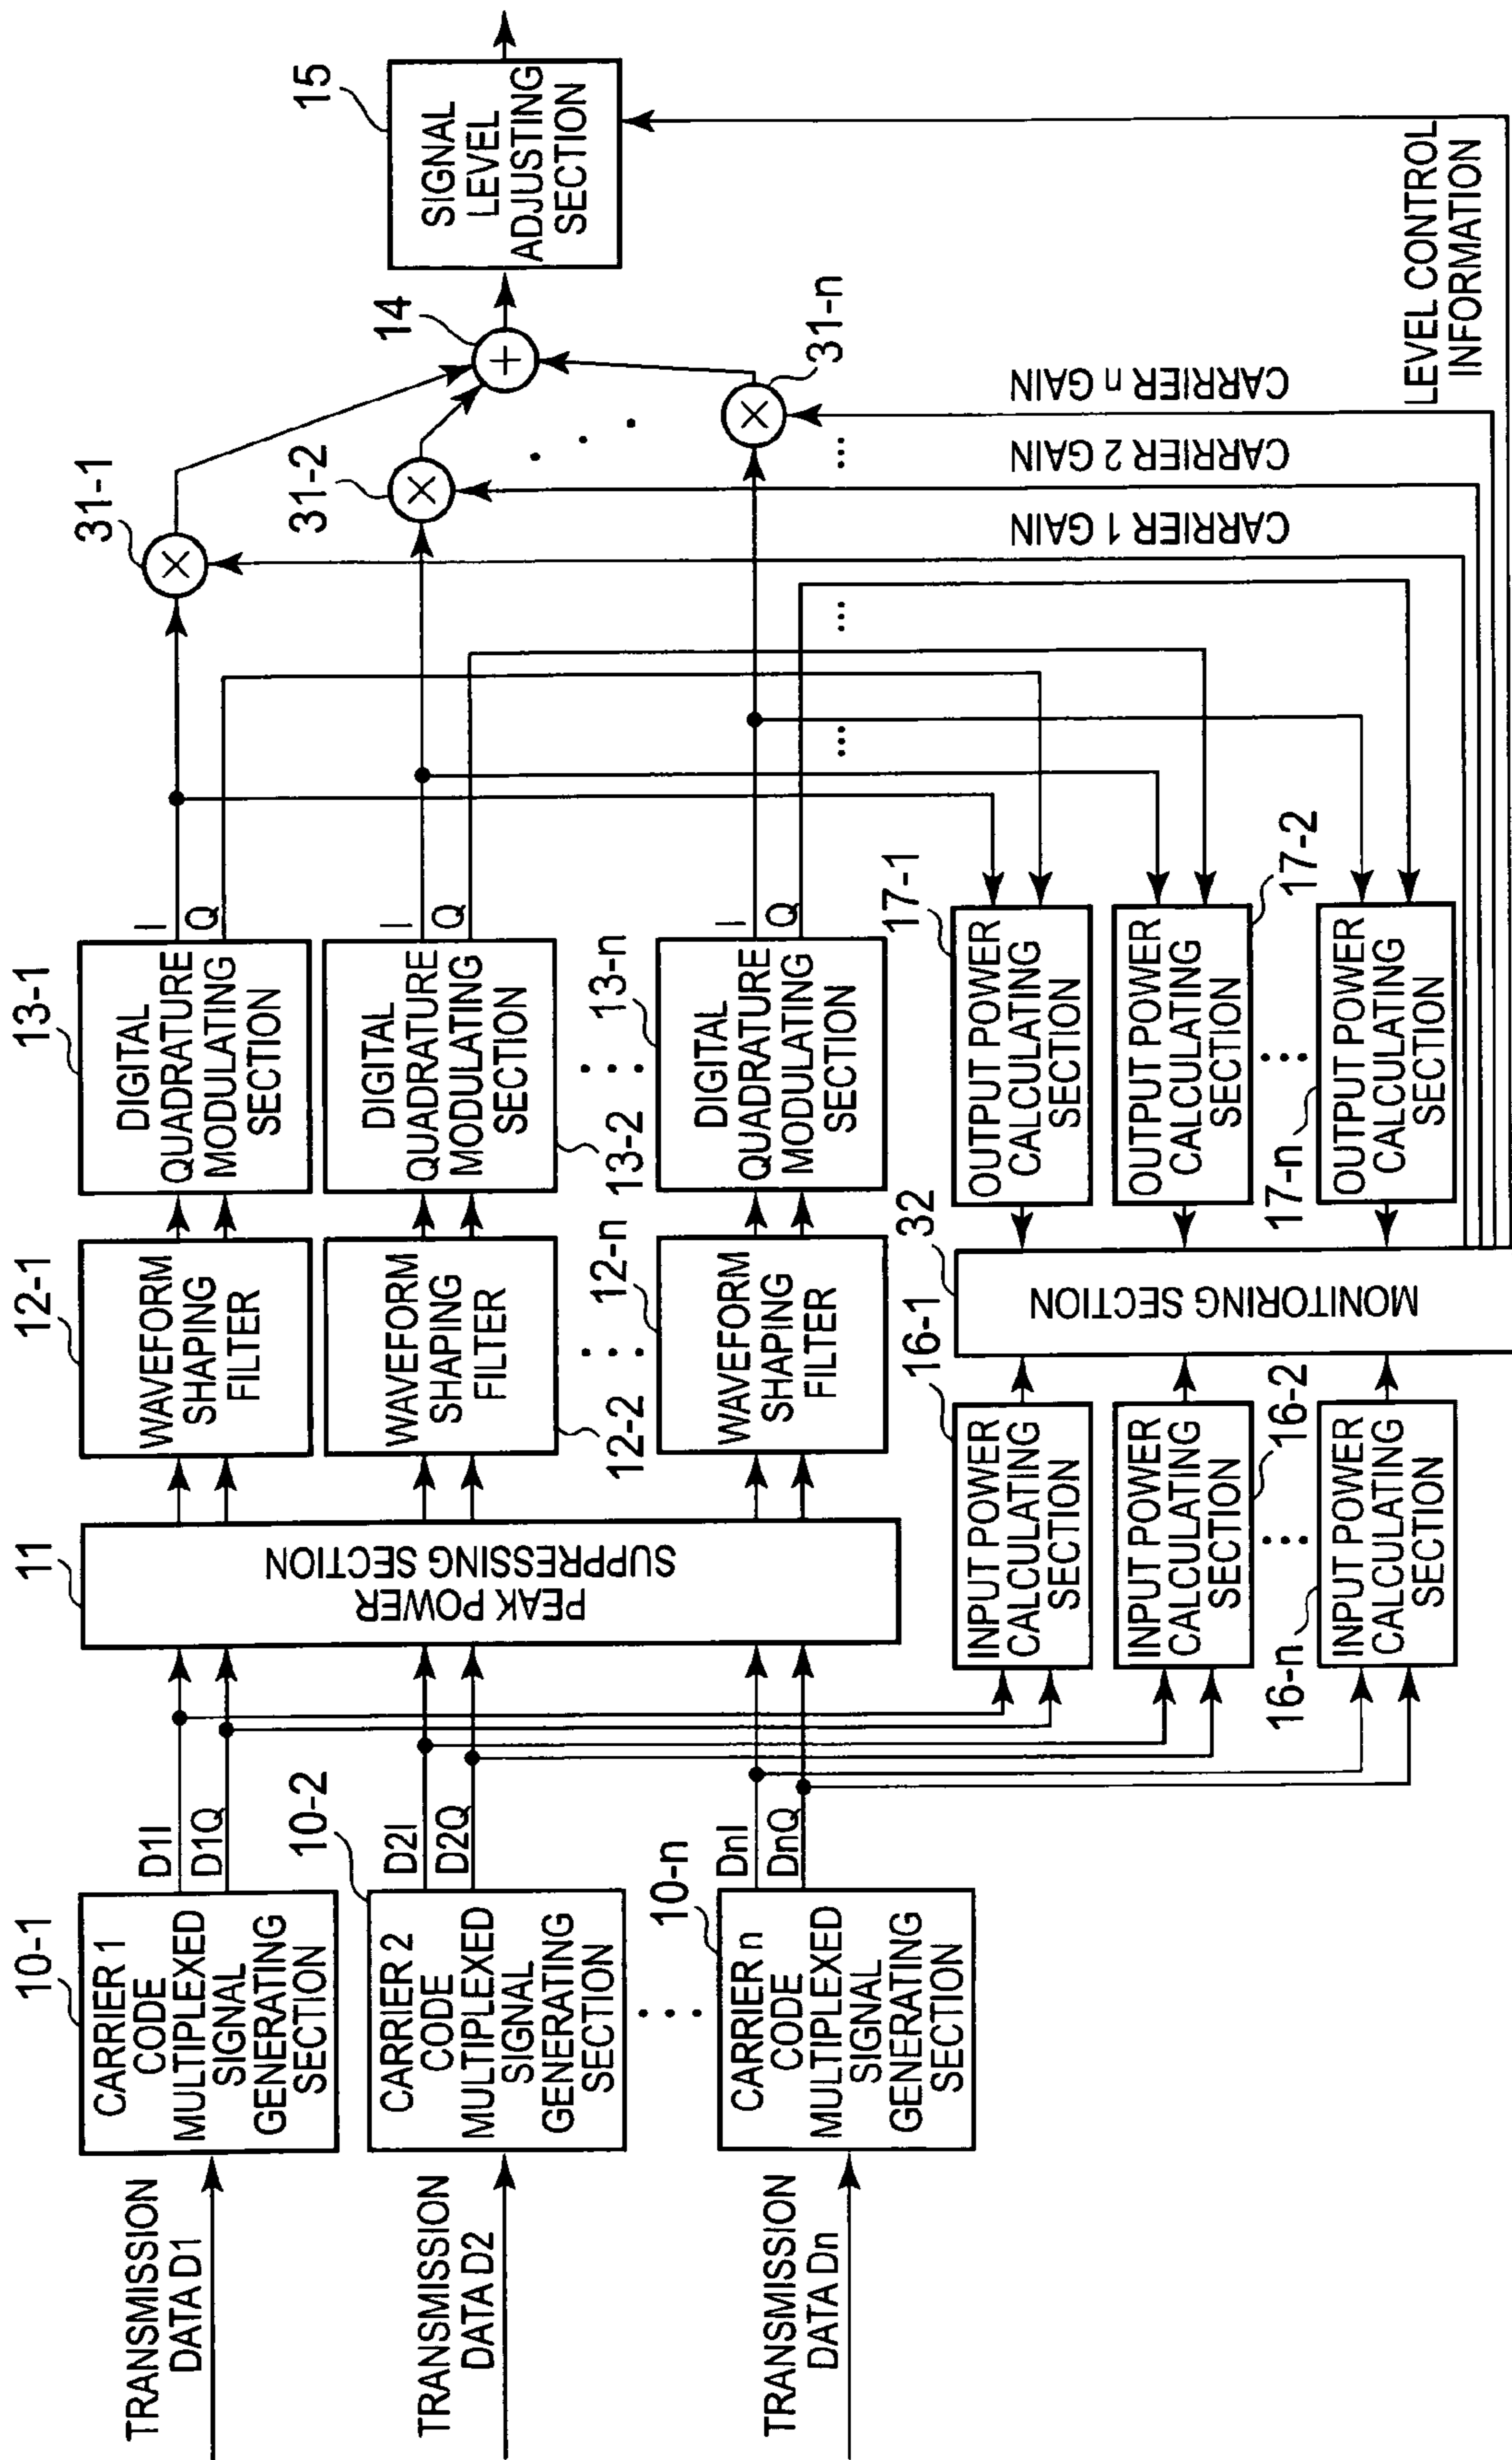 TRANSMISSION
DATA D1
10-1
CARRIER 1
CODE
MULTIPLEXED
SIGNAL
GENERATING
SECTION
D1I
D1Q
TRANSMISSION
DATA D2
10-2
CARRIER 2
CODE
MULTIPLEXED
SIGNAL
GENERATING
SECTION
D2I
D2Q
TRANSMISSION
DATA Dn
10-n
CARRIER n
CODE
MULTIPLEXED
SIGNAL
GENERATING
SECTION
DnI
DnQ
11
PEAK POWER
SUPPRESSING SECTION
12-1
WAVEFORM
SHAPING
FILTER
12-2
WAVEFORM
SHAPING
FILTER
12-n
WAVEFORM
SHAPING
FILTER
13-1
DIGITAL
QUADRATURE
MODULATING
SECTION
I
Q
13-2
DIGITAL
QUADRATURE
MODULATING
SECTION
I
Q
13-n
DIGITAL
QUADRATURE
MODULATING
SECTION
I
Q
31-1
31-2
31-n
14
15
SIGNAL
LEVEL
ADJUSTING
SECTION
16-1
INPUT POWER
CALCULATING
SECTION
16-2
INPUT POWER
CALCULATING
SECTION
16-n
INPUT POWER
CALCULATING
SECTION
32
MONITORING SECTION
17-1
OUTPUT POWER
CALCULATING
SECTION
17-2
OUTPUT POWER
CALCULATING
SECTION
17-n
OUTPUT POWER
CALCULATING
SECTION
CARRIER 1 GAIN
CARRIER 2 GAIN
CARRIER n GAIN
LEVEL CONTROL
INFORMATION